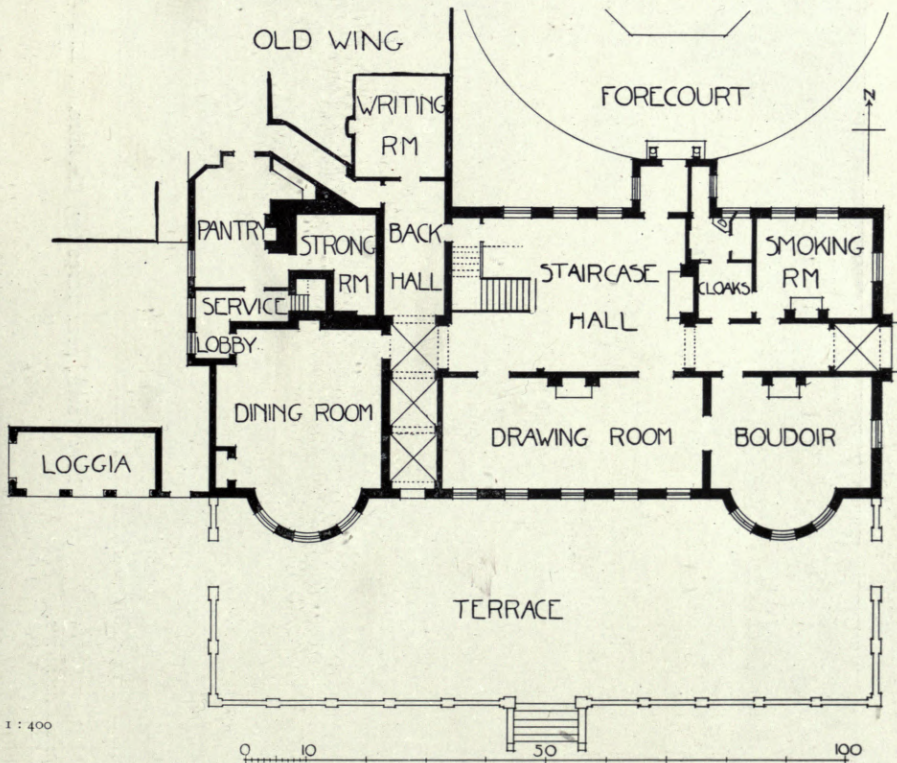 OLD WING
FORECOURT
N
WRITING
RM
PANTRY
STRONG
RM
BACK
HALL
STAIRCASE
HALL
CLOAKS
SMOKING
RM
SERVICE
LOBBY
DINING ROOM
DRAWING ROOM
BOUDOIR
LOGGIA
TERRACE
1 : 400
0 10 50 100